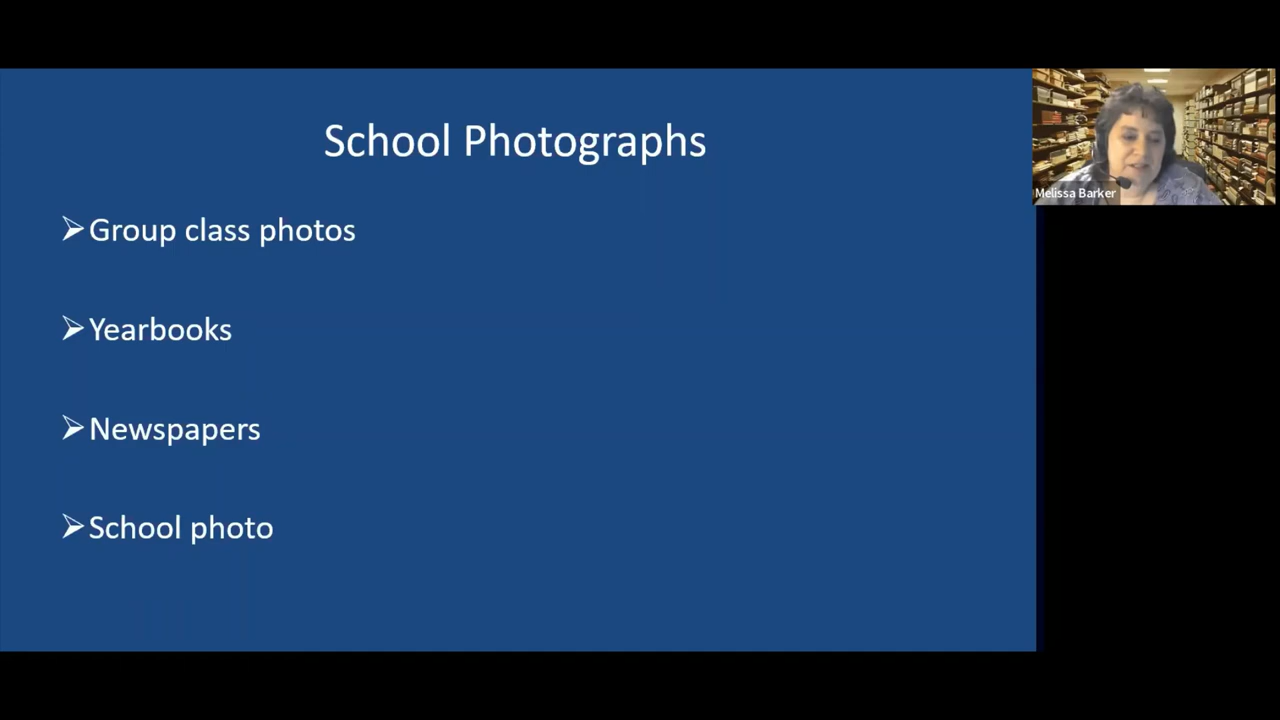 School Photographs
Group class photos
Yearbooks
Newspapers
School photo
Melissa Barker